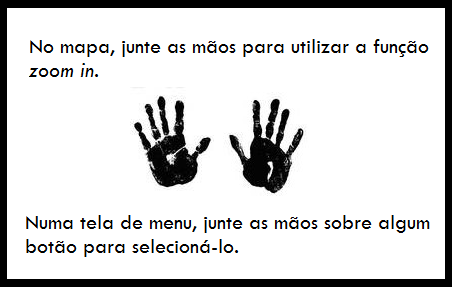 No mapa, junte as mãos para utilizar a função
zoom in.
Numa tela de menu, junte as mãos sobre algum
botão para selecioná-lo.